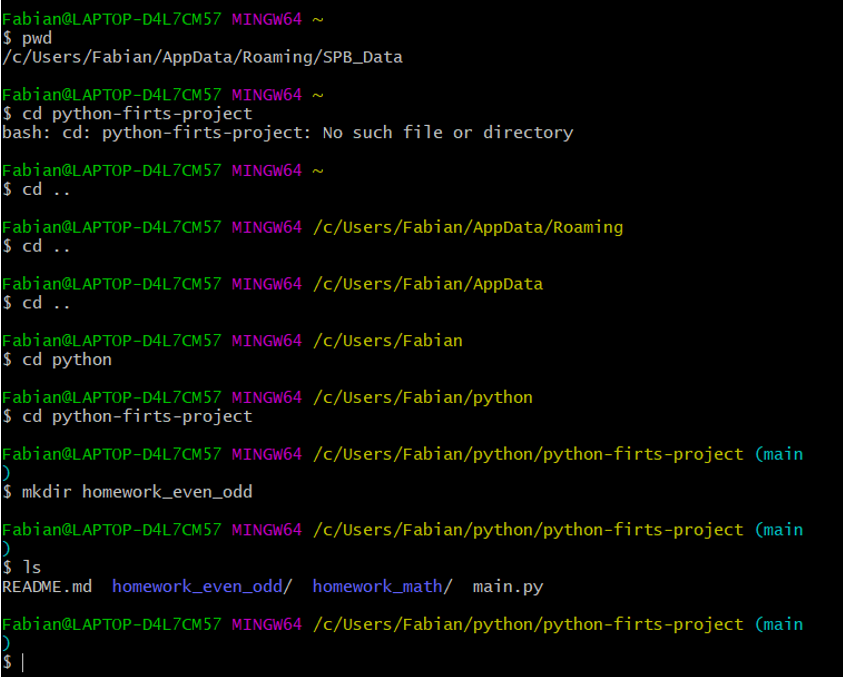 Fabian@LAPTOP-D4L7CM57 MINGW64 ~
$ pwd
/c/Users/Fabian/AppData/Roaming/SPB_Data
Fabian@LAPTOP-D4L7CM57 MINGW64 ~
$ cd python-firts-project
bash: cd: python-firts-project: No such file or directory
Fabian@LAPTOP-D4L7CM57 MINGW64 ~
$ cd ..
Fabian@LAPTOP-D4L7CM57 MINGW64 /c/Users/Fabian/AppData/Roaming
$ cd ..
Fabian@LAPTOP-D4L7CM57 MINGW64 /c/Users/Fabian/AppData
$ cd ..
Fabian@LAPTOP-D4L7CM57 MINGW64 /c/Users/Fabian
$ cd python
Fabian@LAPTOP-D4L7CM57 MINGW64 /c/Users/Fabian/python
$ cd python-firts-project
Fabian@LAPTOP-D4L7CM57 MINGW64 /c/Users/Fabian/python/python-firts-project (main
)
$ mkdir homework_even_odd
Fabian@LAPTOP-D4L7CM57 MINGW64 /c/Users/Fabian/python/python-firts-project (main
)
$ ls
README.md  homework_even_odd/  homework_math/  main.py
Fabian@LAPTOP-D4L7CM57 MINGW64 /c/Users/Fabian/python/python-firts-project (main
)
$